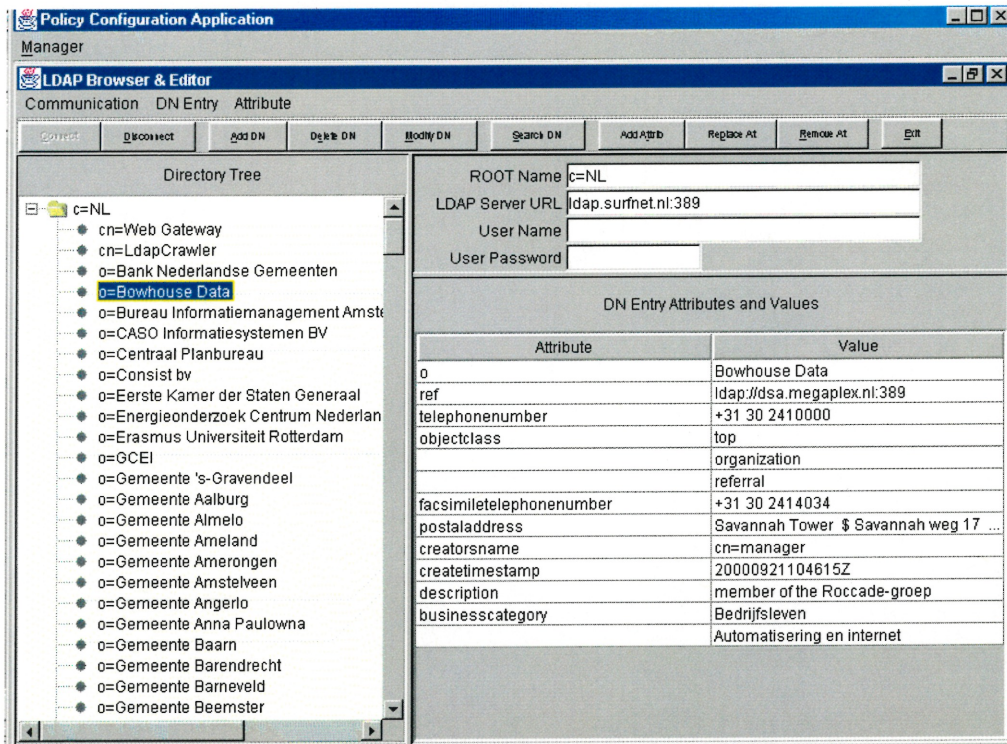 Policy Configuration Application
Manager
LDAP Browser & Editor
Communication DN Entry Attribute
Connect Disconnect Add DN Delete DN Modify DN Search DN Add Attrib Replace At Remove At Exit
Directory Tree
c=NL
cn=Web Gateway
cn=LdapCrawler
o=Bank Nederlandse Gemeenten
o=Bowhouse Data
o=Bureau Informatiemanagement Amste
o=CASO Informatiesystemen BV
o=Centraal Planbureau
o=Consist bv
o=Eerste Kamer der Staten Generaal
o=Energieonderzoek Centrum Nederlan
o=Erasmus Universiteit Rotterdam
o=GCEI
o=Gemeente 's-Gravendeel
o=Gemeente Aalburg
o=Gemeente Almelo
o=Gemeente Ameland
o=Gemeente Amerongen
o=Gemeente Amstelveen
o=Gemeente Angerlo
o=Gemeente Anna Paulowna
o=Gemeente Baarn
o=Gemeente Barendrecht
o=Gemeente Barneveld
o=Gemeente Beemster
ROOT Name c=NL
LDAP Server URL ldap.surfnet.nl:389
User Name
User Password
DN Entry Attributes and Values
Attribute Value
o Bowhouse Data
ref ldap://dsa.megaplex.nl:389
telephonenumber +31 30 2410000
objectclass top
organization
referral
facsimiletelephonenumber +31 30 2414034
postaladdress Savannah Tower $ Savannah weg 17 ...
creatorsname cn=manager
createtimestamp 20000921104615Z
description member of the Roccade-groep
businesscategory Bedrijfsleven
Automatisering en internet